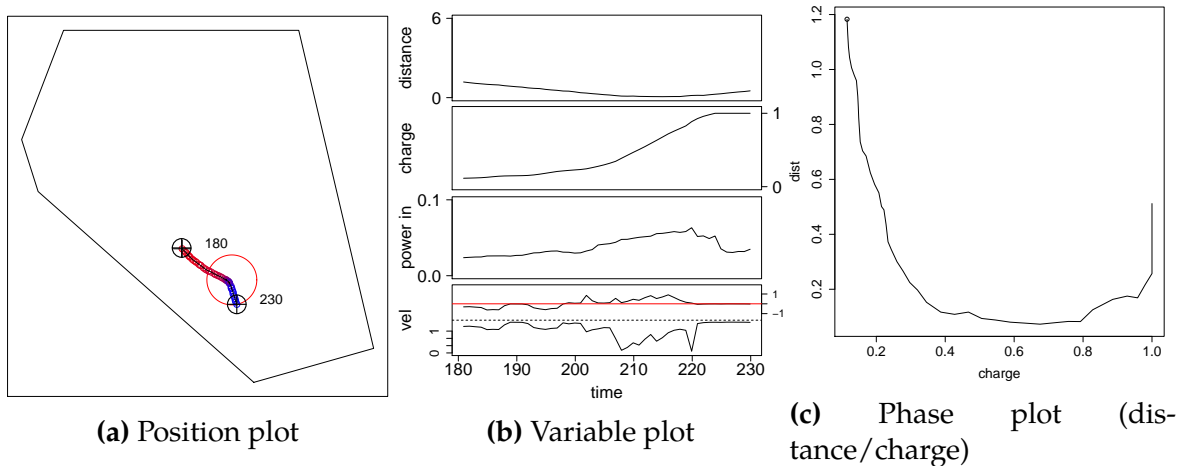 180
230
(a) Position plot
distance
6
0
charge
1
0
power in
0.1
0.0
vel
1
-1
1
0
180 190 200 210 220 230
time
(b) Variable plot
dist
1.2
1.0
0.8
0.6
0.4
0.2
0.2 0.4 0.6 0.8 1.0
charge
(c) Phase plot (dis-
tance/charge)